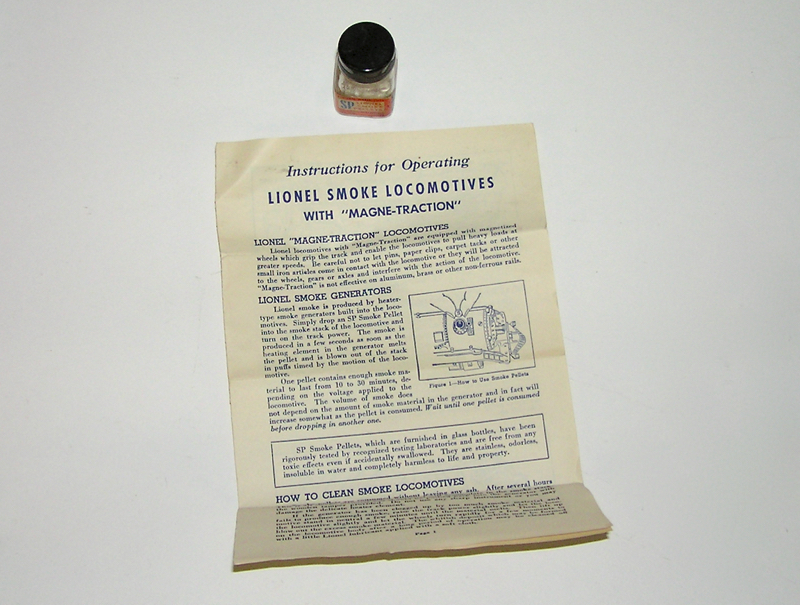 SP
Instructions for Operating
LIONEL SMOKE LOCOMOTIVES
WITH "MAGNE-TRACTION"
LIONEL "MAGNE-TRACTION" LOCOMOTIVES
Lionel locomotives with "Magne-Traction" are equipped with magnetized
wheels which grip the track and enable the locomotives to pull heavy loads at
greater speeds. Be careful not to let pins, paper clips, carpet tacks or other
small iron articles come in contact with the locomotive or they will be attracted
to the wheels, gears or axles and interfere with the action of the locomotive.
"Magne-Traction" is not effective on aluminum, brass or other non-ferrous rails.
LIONEL SMOKE GENERATORS
Lionel smoke is produced by heater-
type smoke generators built into the loco-
motives. Simply drop an SP Smoke Pellet
into the smoke stack of the locomotive and
turn on the track power. The smoke is
produced in a few seconds as soon as the
heating element in the generator melts
the pellet and is blown out of the stack
in puffs timed by the motion of the loco-
motive.
One pellet contains enough smoke ma-
terial to last from 10 to 30 minutes, de-
pending on the voltage applied to the
locomotive. The volume of smoke does
not depend on the amount of smoke material in the generator and in fact will
increase somewhat as the pellet is consumed. Wait until one pellet is consumed
before dropping in another one.
Figure 1—How to Use Smoke Pellets
SP Smoke Pellets, which are furnished in glass bottles, have been
rigorously tested by recognized testing laboratories and are free from any
toxic effects even if accidentally swallowed. They are stainless, odorless,
insoluble in water and completely harmless to life and property.
HOW TO CLEAN SMOKE LOCOMOTIVES
without leaving any ash. After several hours
with a little Lionel lubricant applied with a
Page 1